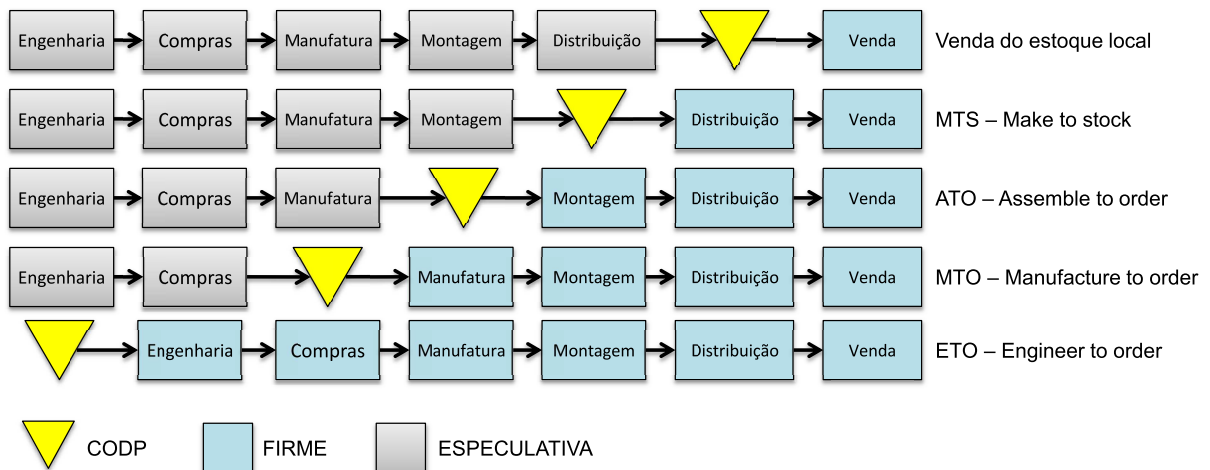 Engenharia Compras Manufatura Montagem Distribuição Venda Venda do estoque local
Engenharia Compras Manufatura Montagem Distribuição Venda MTS – Make to stock
Engenharia Compras Manufatura Montagem Distribuição Venda ATO – Assemble to order
Engenharia Compras Manufatura Montagem Distribuição Venda MTO – Manufacture to order
Engenharia Compras Manufatura Montagem Distribuição Venda ETO – Engineer to order
CODP FIRME ESPECULATIVA